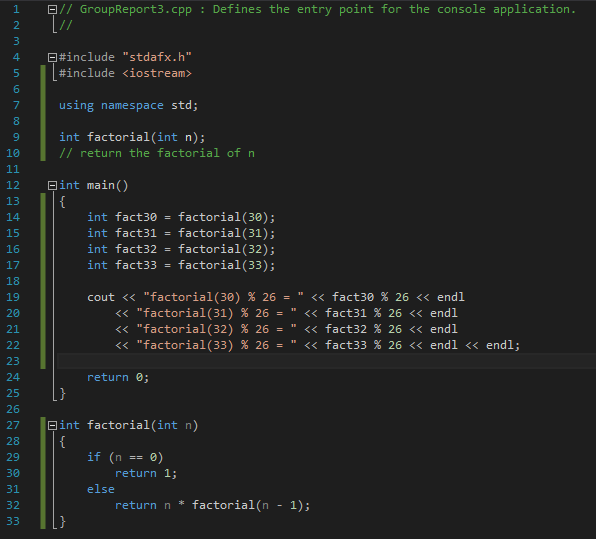 1 // GroupReport3.cpp : Defines the entry point for the console application.
2 //
3
4 #include "stdafx.h"
5 #include <iostream>
6
7 using namespace std;
8
9 int factorial(int n);
10 // return the factorial of n
11
12 int main()
13 {
14 int fact30 = factorial(30);
15 int fact31 = factorial(31);
16 int fact32 = factorial(32);
17 int fact33 = factorial(33);
18
19 cout << "factorial(30) % 26 = " << fact30 % 26 << endl
20 << "factorial(31) % 26 = " << fact31 % 26 << endl
21 << "factorial(32) % 26 = " << fact32 % 26 << endl
22 << "factorial(33) % 26 = " << fact33 % 26 << endl << endl;
23
24 return 0;
25 }
26
27 int factorial(int n)
28 {
29 if (n == 0)
30 return 1;
31 else
32 return n * factorial(n - 1);
33 }